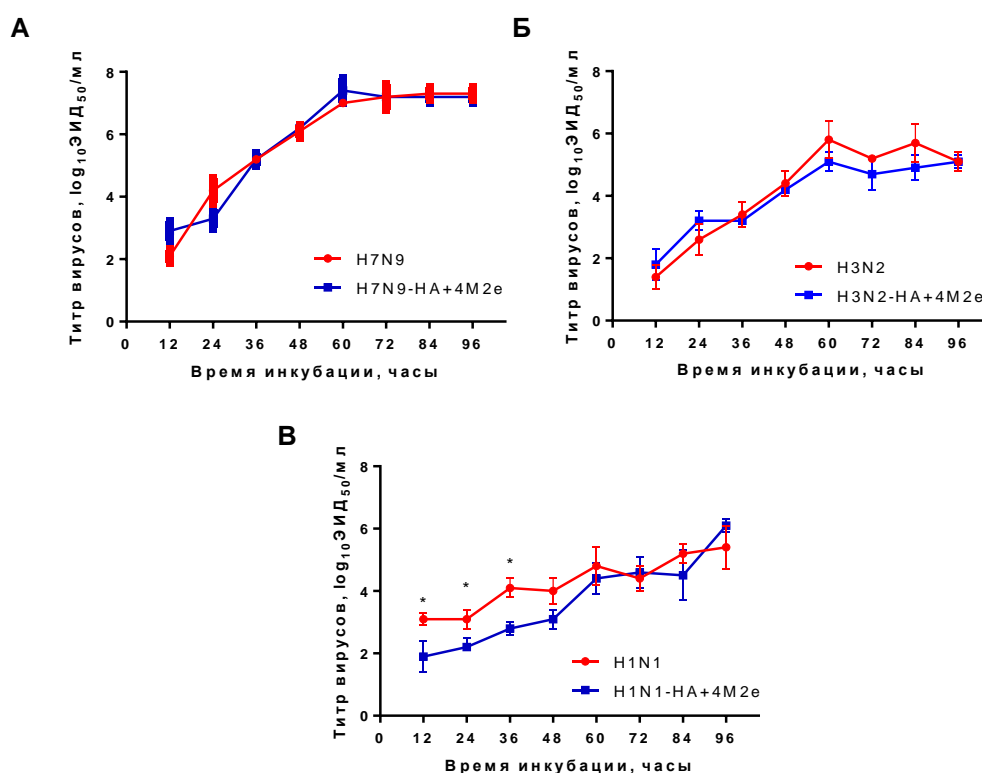 А
Титр вирусов, log10ЭИД50/мл
8
6
4
2
0
H7N9
H7N9-HA+4M2e
0 12 24 36 48 60 72 84 96
Время инкубации, часы
Б
Титр вирусов, log10ЭИД50/мл
8
6
4
2
0
H3N2
H3N2-HA+4M2e
0 12 24 36 48 60 72 84 96
Время инкубации, часы
В
Титр вирусов, log10ЭИД50/мл
8
6
4
2
0
* * *
H1N1
H1N1-HA+4M2e
0 12 24 36 48 60 72 84 96
Время инкубации, часы